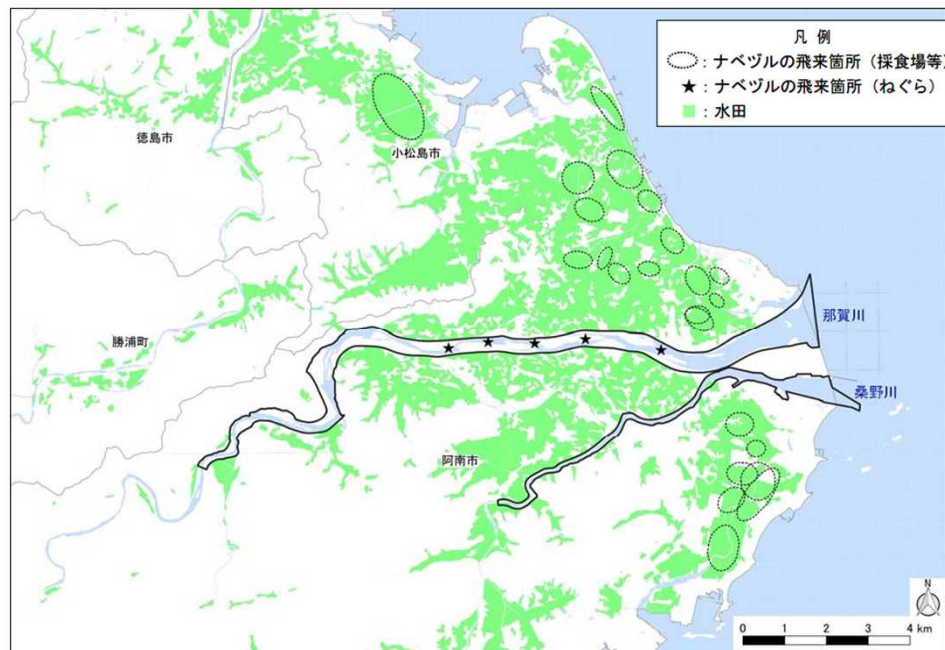 凡 例
：ナベヅルの飛来箇所（採食場等）
★：ナベヅルの飛来箇所（ねぐら）
：水田
徳島市
小松島市
勝浦町
那賀川
桑野川
阿南市
N
0 1 2 3 4 km